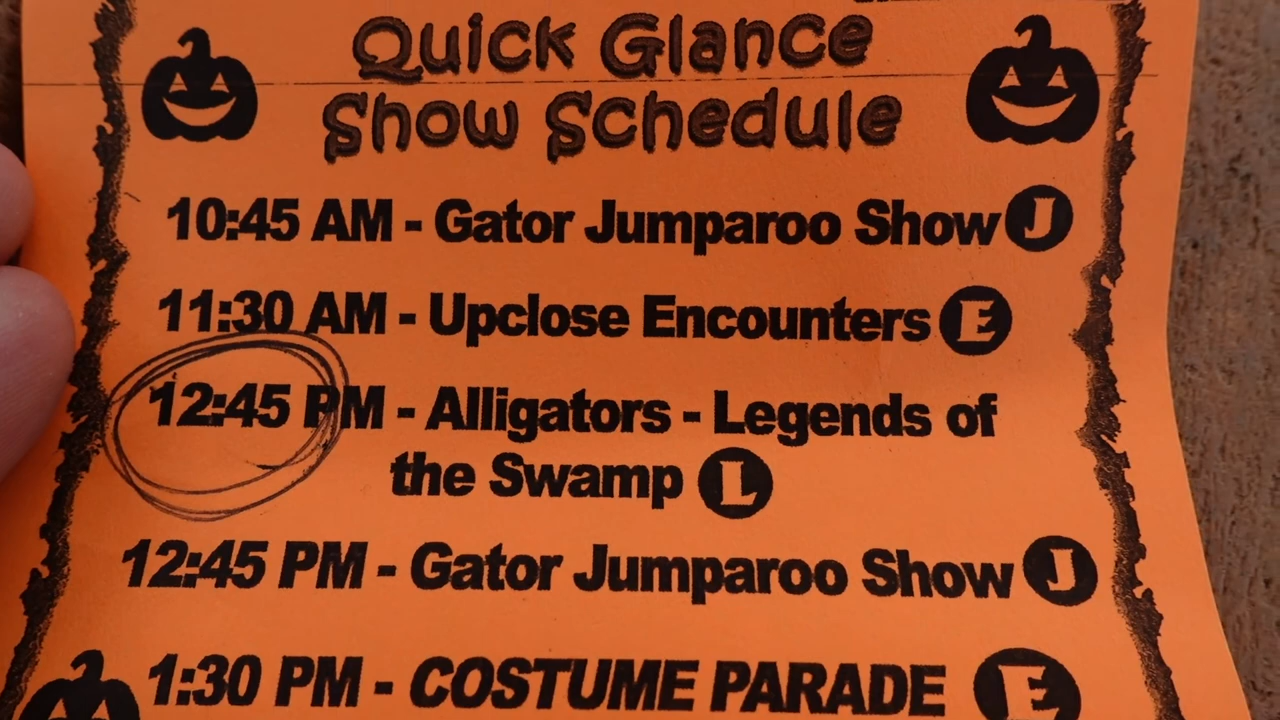 Quick Glance
Show Schedule
10:45 AM - Gator Jumparoo Show J
11:30 AM - Upclose Encounters E
12:45 PM - Alligators - Legends of
the Swamp L
12:45 PM - Gator Jumparoo Show J
1:30 PM - COSTUME PARADE E